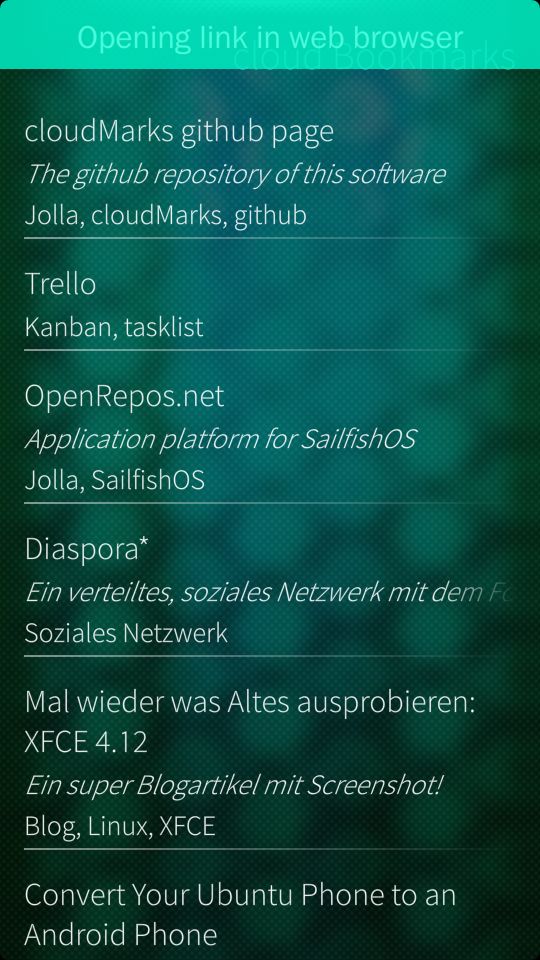 Opening link in web browser
cloud Bookmarks
cloudMarks github page
The github repository of this software
Jolla, cloudMarks, github
Trello
Kanban, tasklist
OpenRepos.net
Application platform for SailfishOS
Jolla, SailfishOS
Diaspora*
Ein verteiltes, soziales Netzwerk mit dem Fo
Soziales Netzwerk
Mal wieder was Altes ausprobieren:
XFCE 4.12
Ein super Blogartikel mit Screenshot!
Blog, Linux, XFCE
Convert Your Ubuntu Phone to an
Android Phone